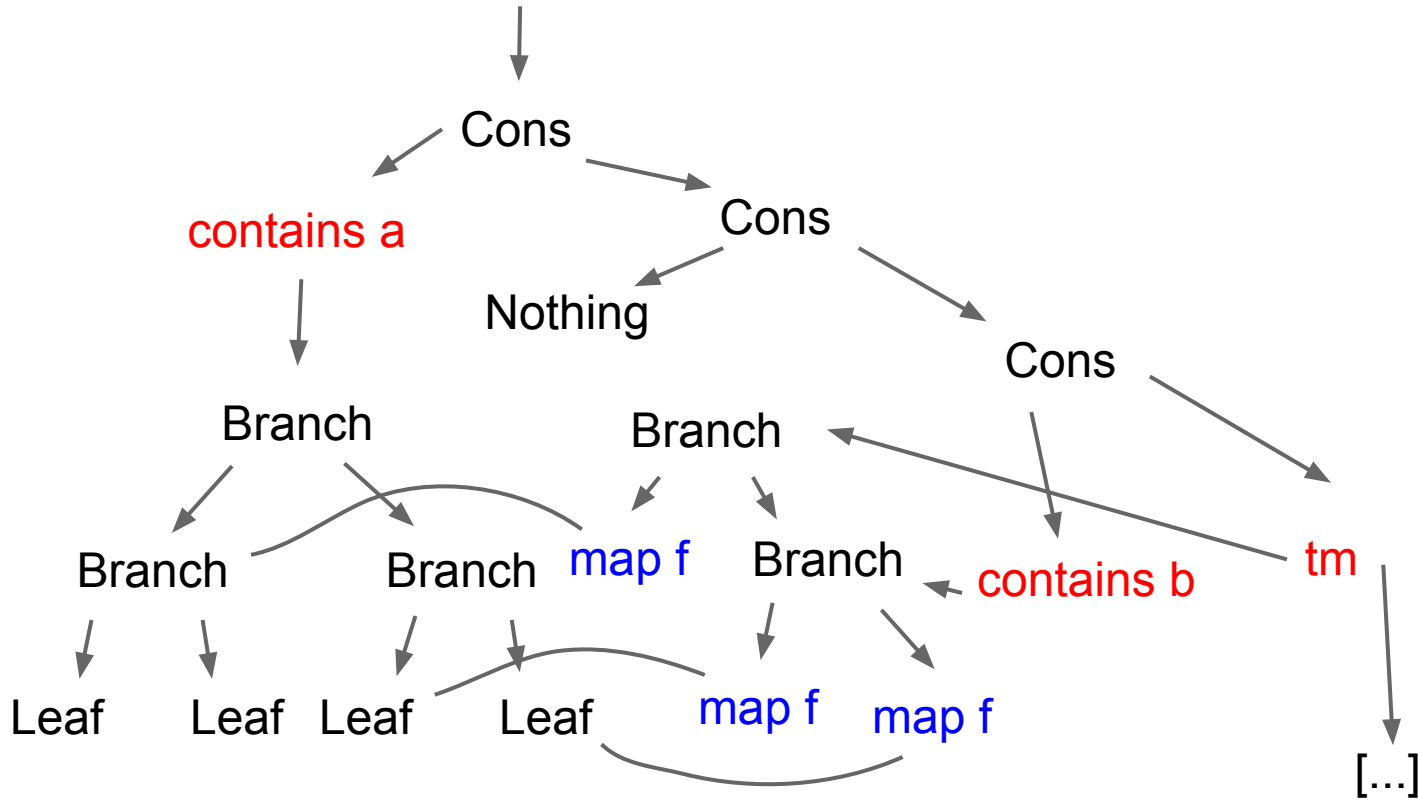 Cons
contains a
Cons
Nothing
Cons
Branch
Branch
Branch
Branch
map f
Branch
contains b
tm
Leaf
Leaf
Leaf
Leaf
map f
map f
[...]